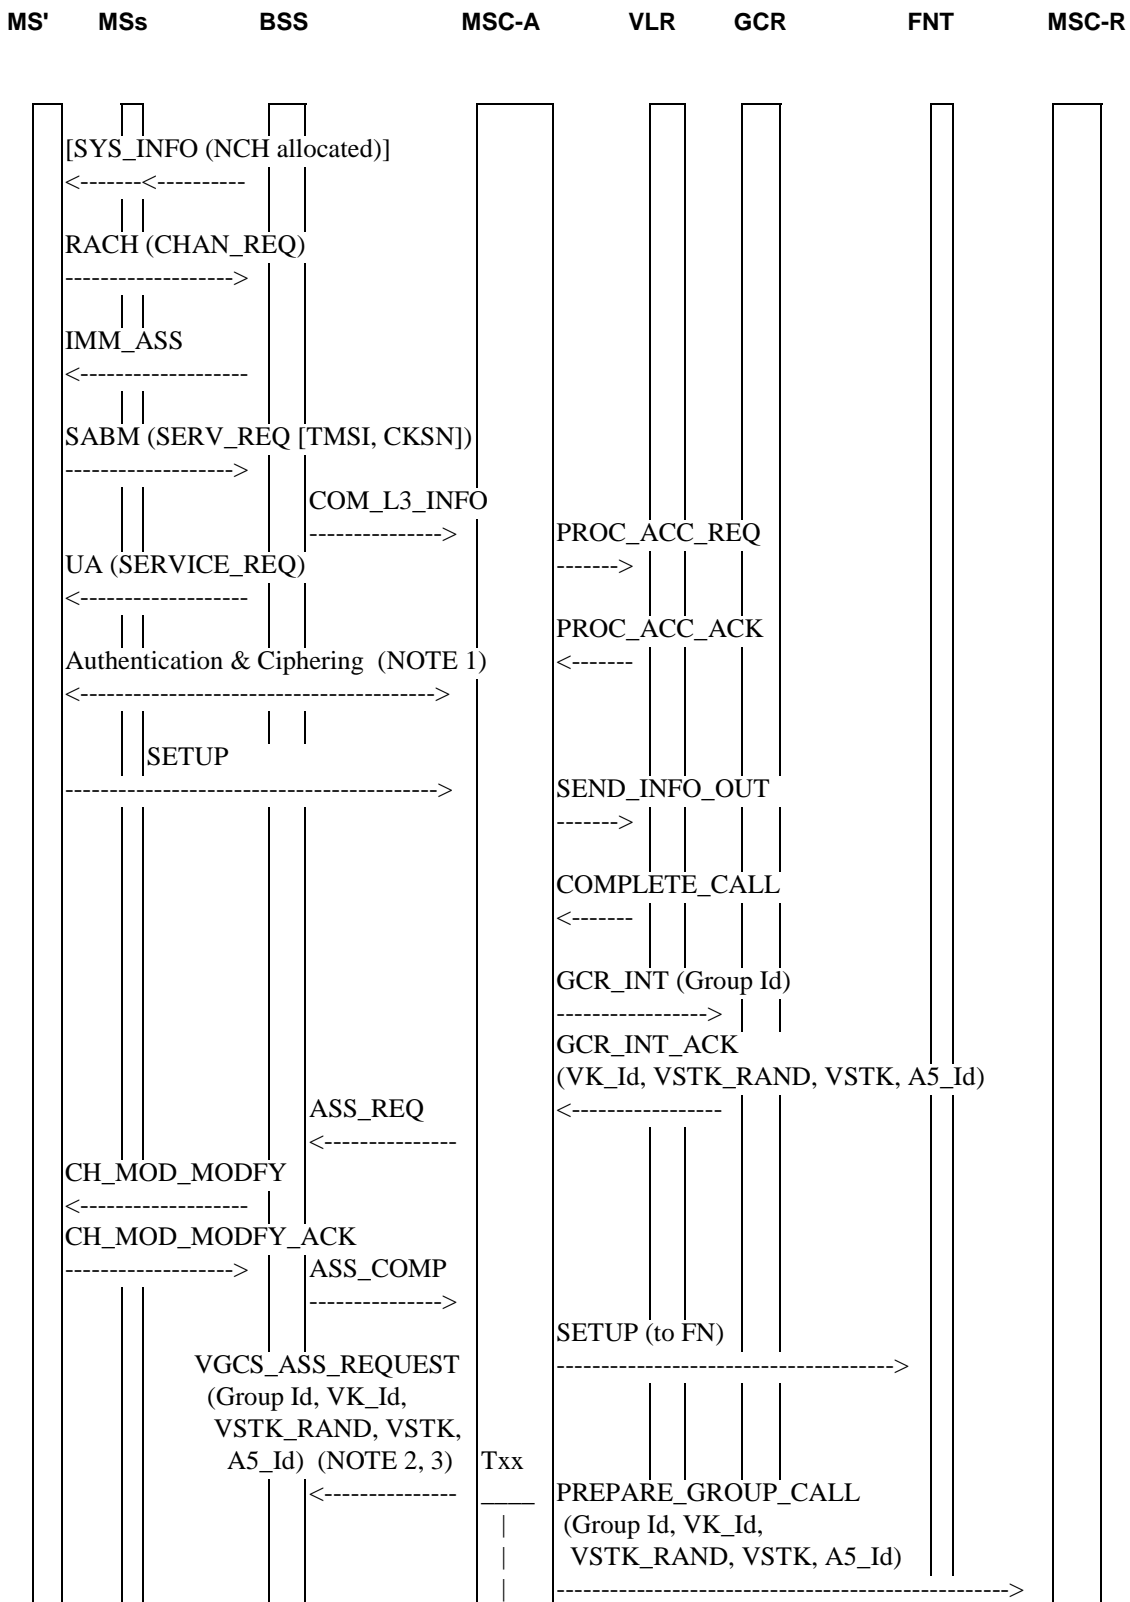 MS' MSs BSS MSC-A VLR GCR FNT MSC-R
[SYS_INFO (NCH allocated)]
<-------<----------
RACH (CHAN_REQ)
------------------->
IMM_ASS
<-------------------
SABM (SERV_REQ [TMSI, CKSN])
------------------->
COM_L3_INFO
---------------> PROC_ACC_REQ
UA (SERVICE_REQ) ------->
<-------------------
PROC_ACC_ACK
Authentication & Ciphering (NOTE 1) <-------
<---------------------------------------->
SETUP
------------------------------------------> SEND_INFO_OUT
------->
COMPLETE_CALL
<-------
GCR_INT (Group Id)
----------------->
GCR_INT_ACK
(VK_Id, VSTK_RAND, VSTK, A5_Id)
ASS_REQ <-----------------
<---------------
CH_MOD_MODFY
<-------------------
CH_MOD_MODFY_ACK
-------------------> ASS_COMP
--------------->
SETUP (to FN)
VGCS_ASS_REQUEST -------------------------------------->
(Group Id, VK_Id,
VSTK_RAND, VSTK,
A5_Id) (NOTE 2, 3) Txx
<--------------- ____ PREPARE_GROUP_CALL
| (Group Id, VK_Id,
| VSTK_RAND, VSTK, A5_Id)
| --------------------------------------------------->